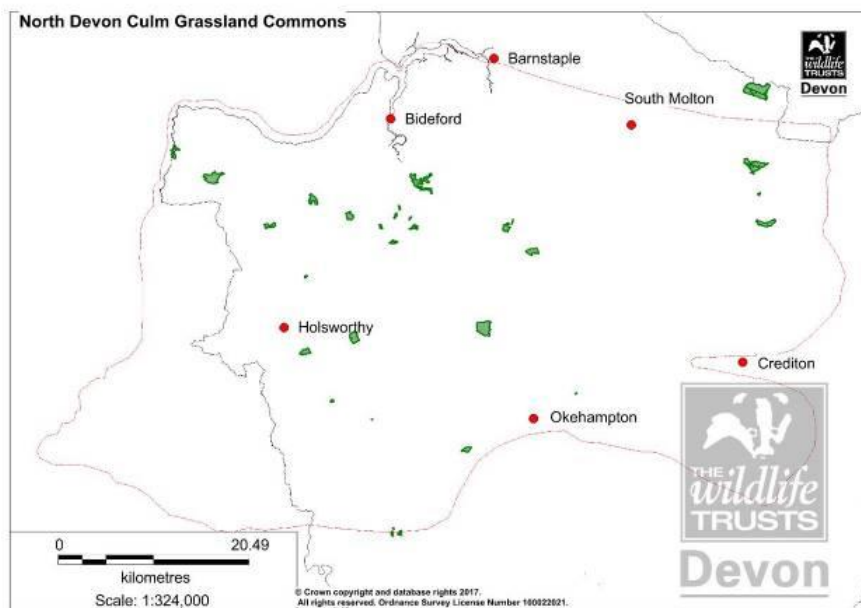 North Devon Culm Grassland Commons
Barnstaple
THE
WILDLIFE
TRUSTS
Devon
South Molton
Bideford
Holsworthy
Crediton
Okehampton
THE
wildlife
TRUSTS
Devon
0 20.49
kilometres
Scale: 1:324,000
© Crown copyright and database rights 2017.
All rights reserved. Ordnance Survey License Number 100022021.